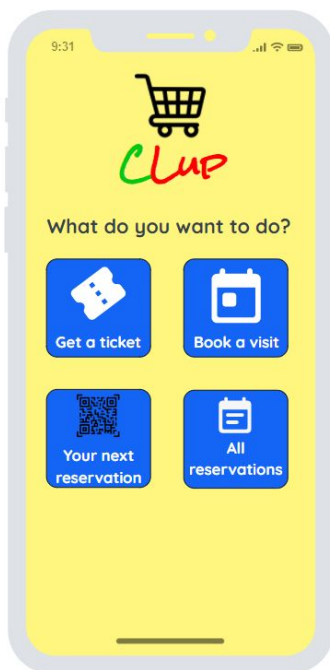 9:31
CLup
What do you want to do?
Get a ticket
Book a visit
Your next
reservation
All
reservations